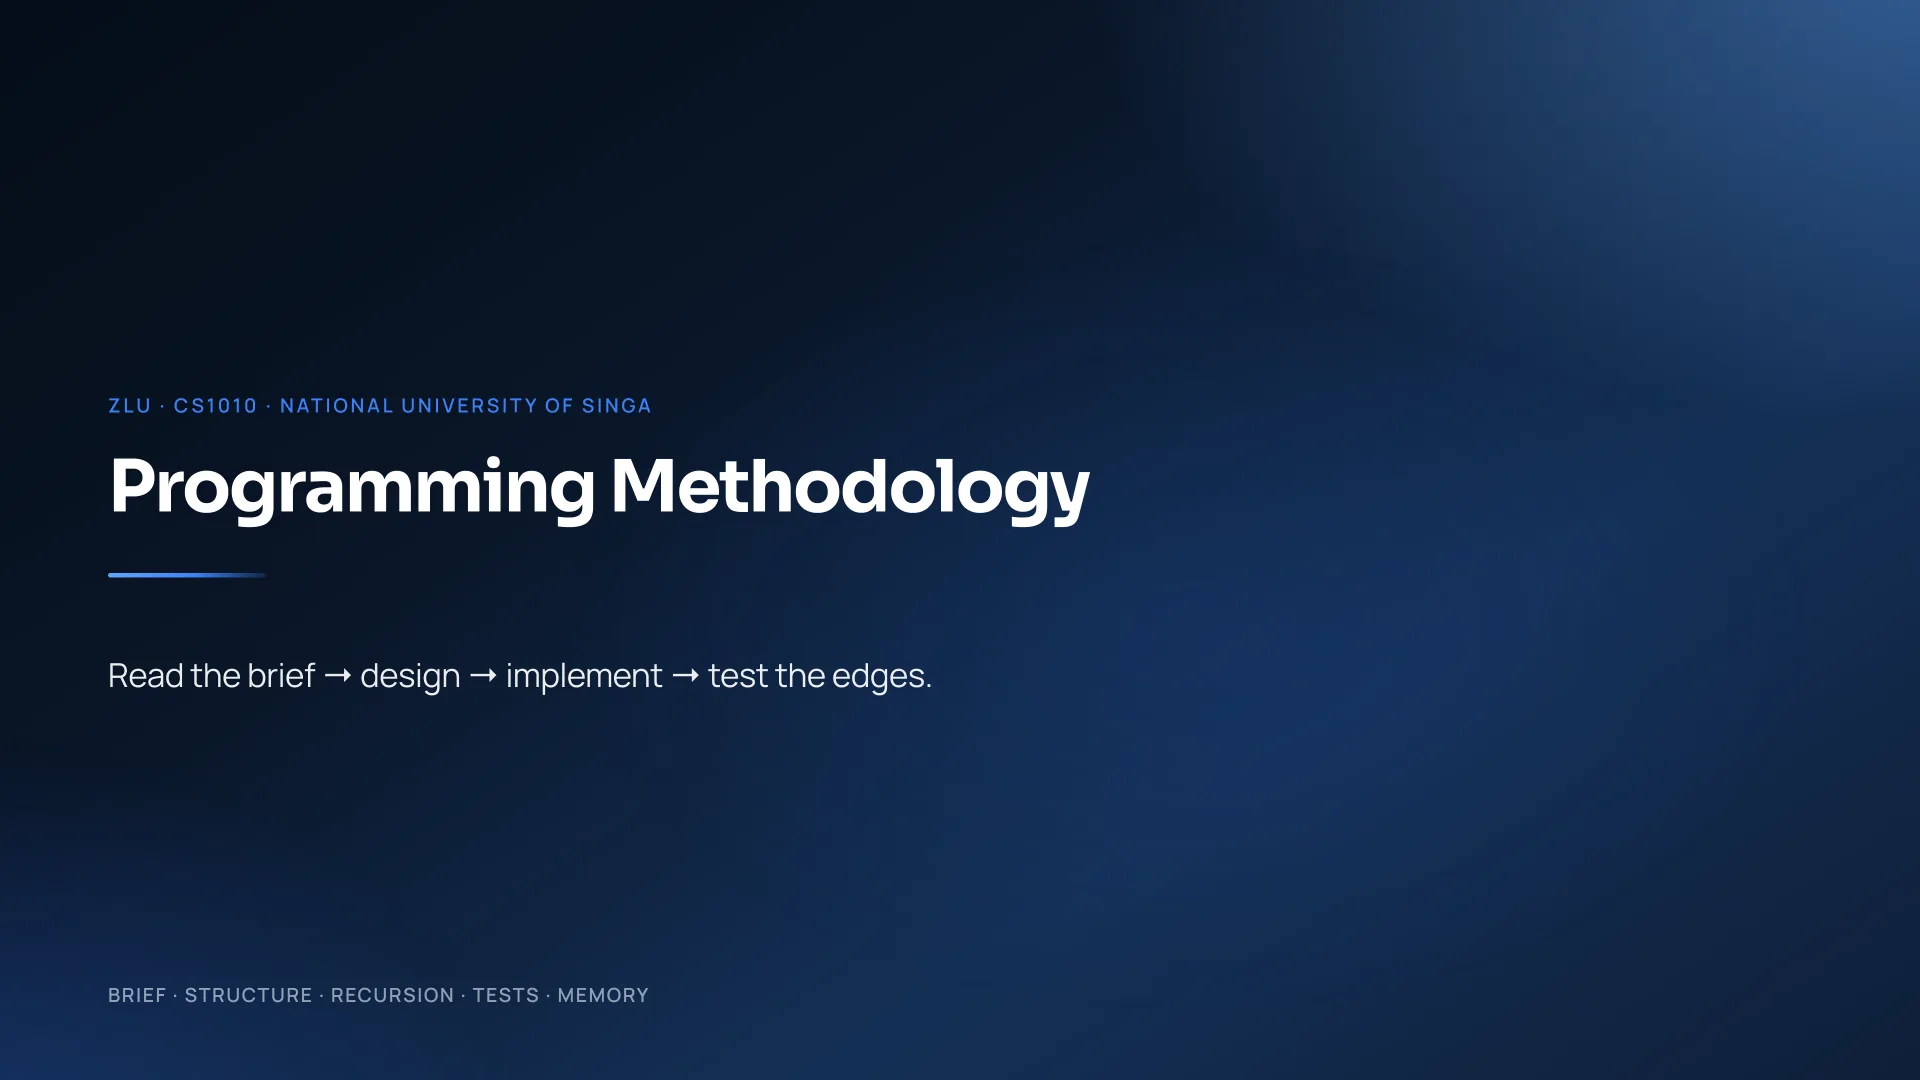 ZLU · CS1010 · NATIONAL UNIVERSITY OF SINGA
Programming Methodology
Read the brief → design → implement → test the edges.
BRIEF · STRUCTURE · RECURSION · TESTS · MEMORY